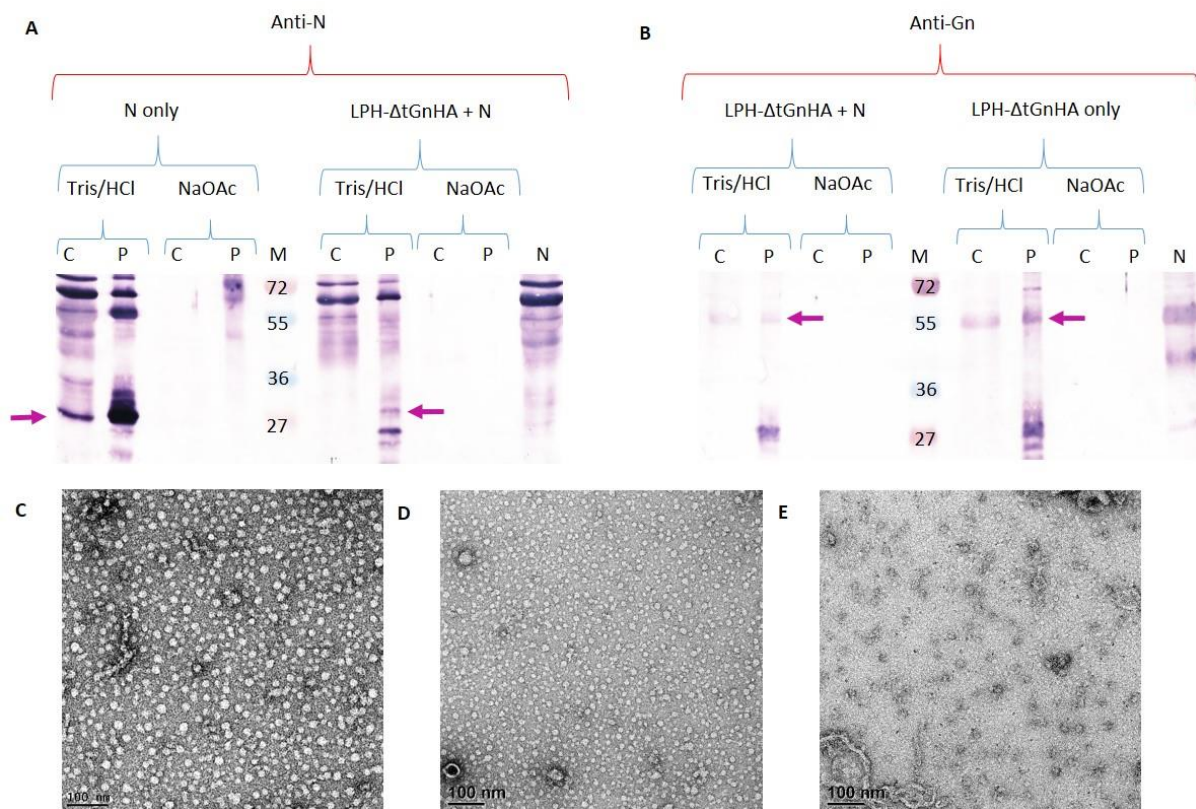 A
Anti-N
N only
LPH-ΔtGnHA + N
Tris/HCl NaOAc Tris/HCl NaOAc
C P C P M C P C P N
72
55
36
27
B
Anti-Gn
LPH-ΔtGnHA + N
LPH-ΔtGnHA only
Tris/HCl NaOAc Tris/HCl NaOAc
C P C P M C P C P N
72
55
36
27
C
100 nm
D
100 nm
E
100 nm